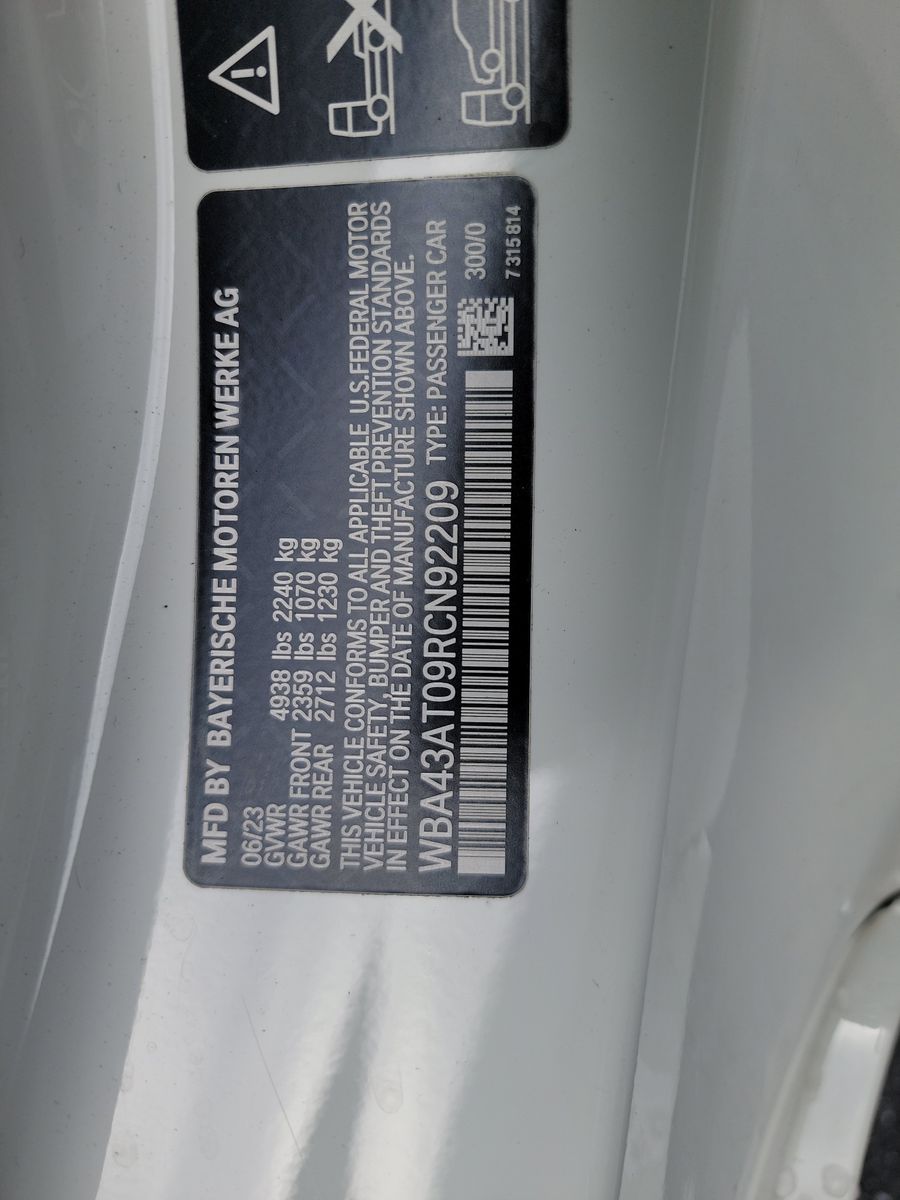 MFD BY BAYERISCHE MOTOREN WERKE AG
06/23
GVWR 4938 lbs 2240 kg
GAWR FRONT 2359 lbs 1070 kg
GAWR REAR 2712 lbs 1230 kg
THIS VEHICLE CONFORMS TO ALL APPLICABLE U.S.FEDERAL MOTOR
VEHICLE SAFETY, BUMPER AND THEFT PREVENTION STANDARDS
IN EFFECT ON THE DATE OF MANUFACTURE SHOWN ABOVE.
WBA43AT09RCN92209 TYPE: PASSENGER CAR
300/0
7 315 814